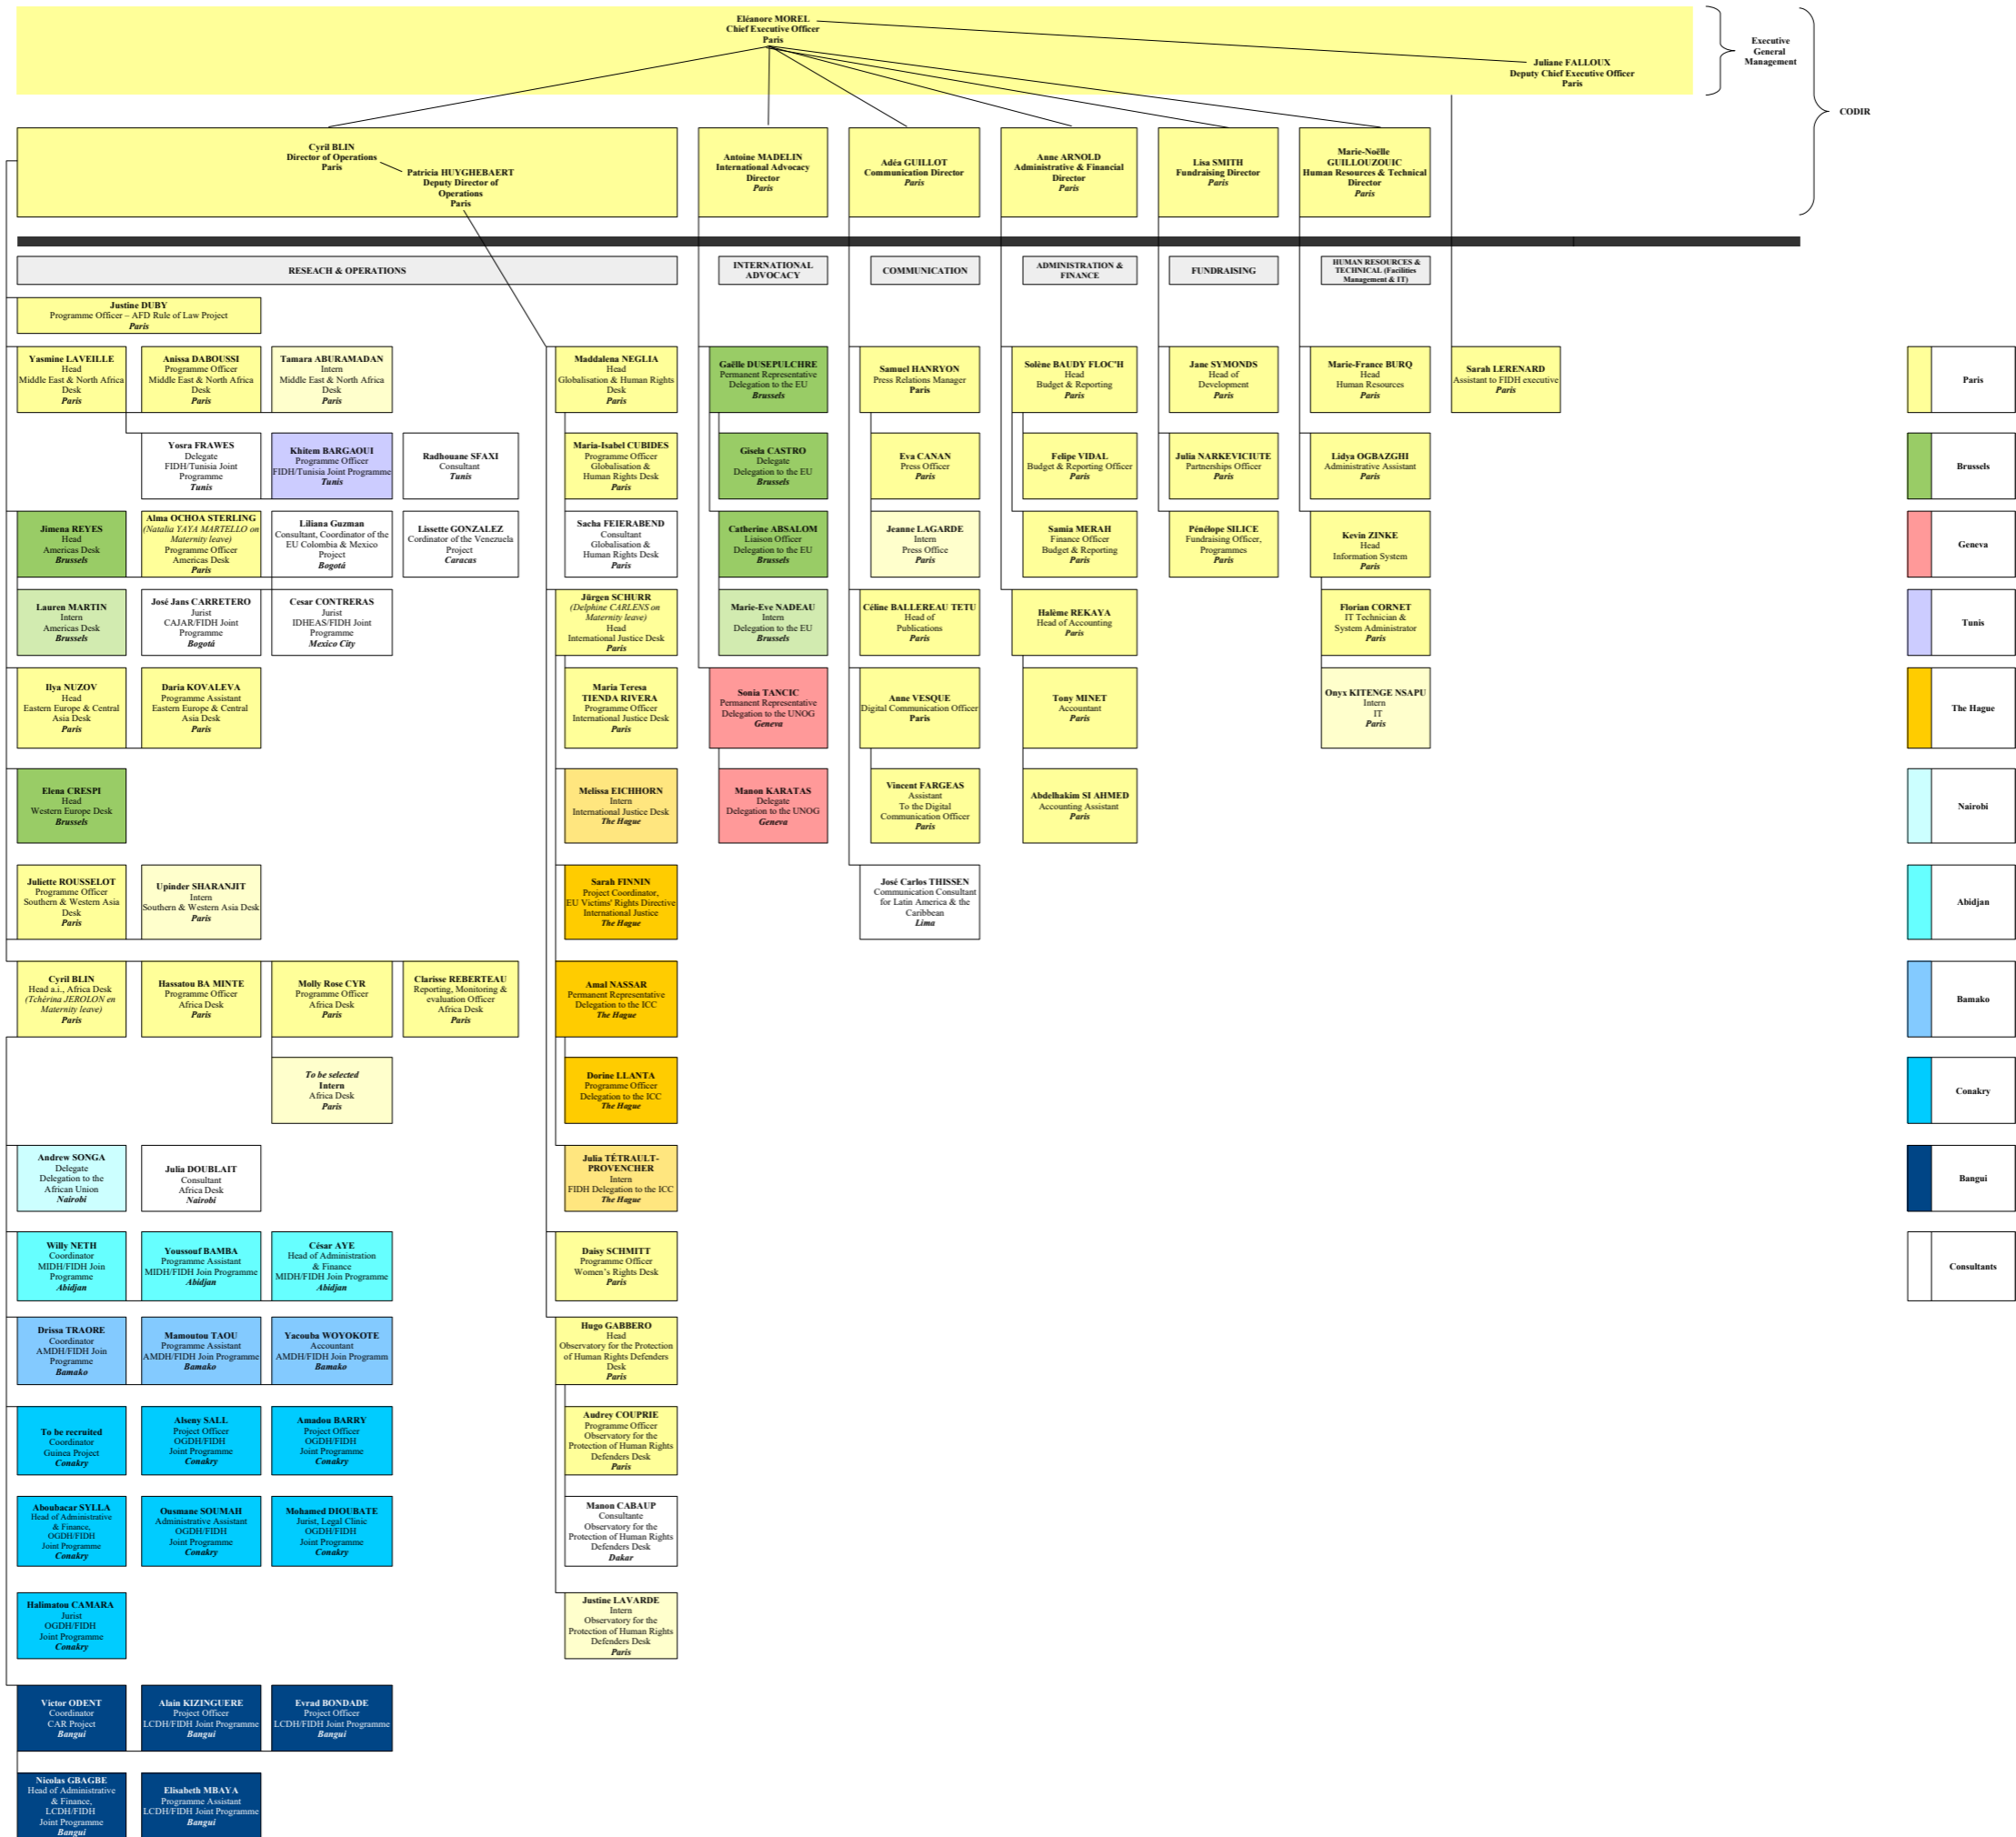 Eléanore MOREL
Chief Executive Officer
Paris
Juliane FALLOUX
Deputy Chief Executive Officer
Paris
Executive
General
Management
CODIR
Cyril BLIN
Director of Operations
Paris
Patricia HUYGHEBAERT
Deputy Director of
Operations
Paris
Antoine MADELIN
International Advocacy
Director
Paris
Adéa GUILLOT
Communication Director
Paris
Anne ARNOLD
Administrative & Financial
Director
Paris
Lisa SMITH
Fundraising Director
Paris
Marie-Noëlle
GUILLOUZOUIC
Human Resources & Technical
Director
Paris
RESEACH & OPERATIONS
INTERNATIONAL
ADVOCACY
COMMUNICATION
ADMINISTRATION &
FINANCE
FUNDRAISING
HUMAN RESOURCES &
TECHNICAL (Facilities
Management & IT)
Justine DUBY
Programme Officer – AFD Rule of Law Project
Paris
Yasmine LAVEILLE
Head
Middle East & North Africa
Desk
Paris
Anissa DABOUSSI
Programme Officer
Middle East & North Africa
Desk
Paris
Tamara ABURAMADAN
Intern
Middle East & North Africa
Desk
Paris
Maddalena NEGLIA
Head
Globalisation & Human Rights
Desk
Paris
Gaëlle DUSEPULCHRE
Permanent Representative
Delegation to the EU
Brussels
Samuel HANRYON
Press Relations Manager
Paris
Solène BAUDY FLOC'H
Head
Budget & Reporting
Paris
Jane SYMONDS
Head of
Development
Paris
Marie-France BURQ
Head
Human Resources
Paris
Sarah LERENARD
Assistant to FIDH executive
Paris
Paris
Yosra FRAWES
Delegate
FIDH/Tunisia Joint
Programme
Tunis
Khitem BARGAOUI
Programme Officer
FIDH/Tunisia Joint Programme
Tunis
Radhouane SFAXI
Consultant
Tunis
Maria-Isabel CUBIDES
Programme Officer
Globalisation &
Human Rights Desk
Paris
Gisela CASTRO
Delegate
Delegation to the EU
Brussels
Eva CANAN
Press Officer
Paris
Felipe VIDAL
Budget & Reporting Officer
Paris
Julia NARKEVICIUTE
Partnerships Officer
Paris
Lidya OGBAZGHI
Administrative Assistant
Paris
Brussels
Jimena REYES
Head
Americas Desk
Brussels
Alma OCHOA STERLING
(Natalia YAYA MARTELLO on
Maternity leave)
Programme Officer
Americas Desk
Paris
Liliana Guzman
Consultant, Coordinator of the
EU Colombia & Mexico
Project
Bogotá
Lissette GONZALEZ
Cordinator of the Venezuela
Project
Caracas
Sacha FEIERABEND
Consultant
Globalisation &
Human Rights Desk
Paris
Catherine ABSALOM
Liaison Officer
Delegation to the EU
Brussels
Jeanne LAGARDE
Intern
Press Office
Paris
Samia MERAH
Finance Officer
Budget & Reporting
Paris
Pénélope SILICE
Fundraising Officer,
Programmes
Paris
Kevin ZINKE
Head
Information System
Paris
Geneva
Lauren MARTIN
Intern
Americas Desk
Brussels
José Jans CARRETERO
Jurist
CAJAR/FIDH Joint
Programme
Bogotá
Cesar CONTRERAS
Jurist
IDHEAS/FIDH Joint
Programme
Mexico City
Jürgen SCHURR
(Delphine CARLENS on
Maternity leave)
Head
International Justice Desk
Paris
Marie-Eve NADEAU
Intern
Delegation to the EU
Brussels
Céline BALLEREAU TETU
Head of
Publications
Paris
Halème REKAYA
Head of Accounting
Paris
Florian CORNET
IT Technician &
System Administrator
Paris
Tunis
Ilya NUZOV
Head
Eastern Europe & Central
Asia Desk
Paris
Daria KOVALEVA
Programme Assistant
Eastern Europe & Central
Asia Desk
Paris
Maria Teresa
TIENDA RIVERA
Programme Officer
International Justice Desk
Paris
Sonia TANCIC
Permanent Representative
Delegation to the UNOG
Geneva
Anne VESQUE
Digital Communication Officer
Paris
Tony MINET
Accountant
Paris
Onyx KITENGE NSAPU
Intern
IT
Paris
The Hague
Elena CRESPI
Head
Western Europe Desk
Brussels
Melissa EICHHORN
Intern
International Justice Desk
The Hague
Manon KARATAS
Delegate
Delegation to the UNOG
Geneva
Vincent FARGEAS
Assistant
To the Digital
Communication Officer
Paris
Abdelhakim SI AHMED
Accounting Assistant
Paris
Nairobi
Juliette ROUSSELOT
Programme Officer
Southern & Western Asia
Desk
Paris
Upinder SHARANJIT
Intern
Southern & Western Asia Desk
Paris
Sarah FINNIN
Project Coordinator,
EU Victims' Rights Directive
International Justice
The Hague
José Carlos THISSEN
Communication Consultant
for Latin America & the
Caribbean
Lima
Abidjan
Cyril BLIN
Head a.i., Africa Desk
(Tchérina JEROLON en
Maternity leave)
Paris
Hassatou BA MINTE
Programme Officer
Africa Desk
Paris
Molly Rose CYR
Programme Officer
Africa Desk
Paris
Clarisse REBERTEAU
Reporting, Monitoring &
evaluation Officer
Africa Desk
Paris
Amal NASSAR
Permanent Representative
Delegation to the ICC
The Hague
Bamako
To be selected
Intern
Africa Desk
Paris
Dorine LLANTA
Programme Officer
Delegation to the ICC
The Hague
Conakry
Andrew SONGA
Delegate
Delegation to the
African Union
Nairobi
Julia DOUBLAIT
Consultant
Africa Desk
Nairobi
Julia TÉTRAULT-
PROVENCHER
Intern
FIDH Delegation to the ICC
The Hague
Bangui
Willy NETH
Coordinator
MIDH/FIDH Join
Programme
Abidjan
Youssouf BAMBA
Programme Assistant
MIDH/FIDH Join Programme
Abidjan
César AYE
Head of Administration
& Finance
MIDH/FIDH Join Programme
Abidjan
Daisy SCHMITT
Programme Officer
Women's Rights Desk
Paris
Consultants
Drissa TRAORE
Coordinator
AMDH/FIDH Join
Programme
Bamako
Mamoutou TAOU
Programme Assistant
AMDH/FIDH Join Programme
Bamako
Yacouba WOYOKOTE
Accountant
AMDH/FIDH Join Programm
Bamako
Hugo GABBERO
Head
Observatory for the Protection
of Human Rights Defenders
Desk
Paris
To be recruited
Coordinator
Guinea Project
Conakry
Alseny SALL
Project Officer
OGDH/FIDH
Joint Programme
Conakry
Amadou BARRY
Project Officer
OGDH/FIDH
Joint Programme
Conakry
Audrey COUPRIE
Programme Officer
Observatory for the
Protection of Human Rights
Defenders Desk
Paris
Aboubacar SYLLA
Head of Administrative
& Finance,
OGDH/FIDH
Joint Programme
Conakry
Ousmane SOUMAH
Administrative Assistant
OGDH/FIDH
Joint Programme
Conakry
Mohamed DIOUBATE
Jurist, Legal Clinic
OGDH/FIDH
Joint Programme
Conakry
Manon CABAUP
Consultante
Observatory for the
Protection of Human Rights
Defenders Desk
Dakar
Halimatou CAMARA
Jurist
OGDH/FIDH
Joint Programme
Conakry
Justine LAVARDE
Intern
Observatory for the
Protection of Human Rights
Defenders Desk
Paris
Victor ODENT
Coordinator
CAR Project
Bangui
Alain KIZINGUERE
Project Officer
LCDH/FIDH Joint Programme
Bangui
Evrad BONDADE
Project Officer
LCDH/FIDH Joint Programme
Bangui
Nicolas GBAGBE
Head of Administrative
& Finance,
LCDH/FIDH
Joint Programme
Bangui
Elisabeth MBAYA
Programme Assistant
LCDH/FIDH Joint Programme
Bangui